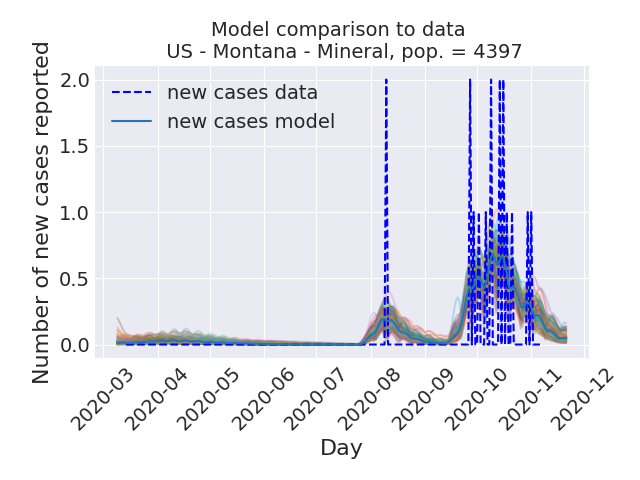 Model comparison to data
US - Montana - Mineral, pop. = 4397
Number of new cases reported
2.0
1.5
1.0
0.5
0.0
new cases data
new cases model
2020-03
2020-04
2020-05
2020-06
2020-07
2020-08
2020-09
2020-10
2020-11
2020-12
Day